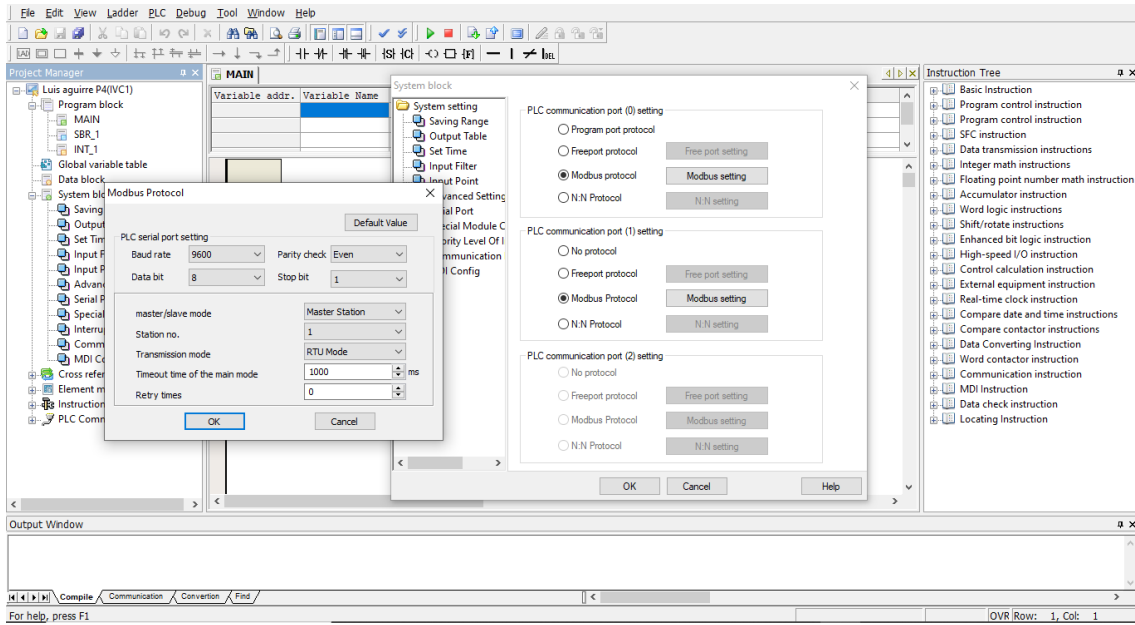 File Edit View Ladder PLC Debug Tool Window Help
Project Manager
Luis aguirre P4(IVC1)
Program block
MAIN
SBR_1
INT_1
Global variable table
Data block
System blo
Saving
Output
Set Tim
Input F
Input P
Advanc
Serial P
Special
Interru
Comm
MDI Co
Cross refer
Element m
Instruction
PLC Comm
MAIN
Variable addr. Variable Name
System block
System setting
Saving Range
Output Table
Set Time
Input Filter
Input Point
vanced Setting
ial Port
ecial Module C
ority Level Of I
mmunication
I Config
PLC communication port (0) setting
Program port protocol
Freeport protocol Free port setting
Modbus protocol Modbus setting
N:N Protocol N:N setting
PLC communication port (1) setting
No protocol
Freeport protocol Free port setting
Modbus Protocol Modbus setting
N:N Protocol N:N setting
PLC communication port (2) setting
No protocol
Freeport protocol Free port setting
Modbus Protocol Modbus setting
N:N Protocol N:N setting
OK Cancel Help
Modbus Protocol
Default Value
PLC serial port setting
Baud rate 9600 Parity check Even
Data bit 8 Stop bit 1
master/slave mode Master Station
Station no. 1
Transmission mode RTU Mode
Timeout time of the main mode 1000 ms
Retry times 0
OK Cancel
Instruction Tree
Basic Instruction
Program control instruction
Program control instruction
SFC instruction
Data transmission instructions
Integer math instructions
Floating point number math instruction
Accumulator instruction
Word logic instructions
Shift/rotate instructions
Enhanced bit logic instruction
High-speed I/O instruction
Control calculation instruction
External equipment instruction
Real-time clock instruction
Compare date and time instructions
Compare contactor instructions
Data Converting Instruction
Word contactor instruction
Communication instruction
MDI Instruction
Data check instruction
Locating Instruction
Output Window
Compile Communication Convertion Find
For help, press F1
OVR Row: 1, Col: 1